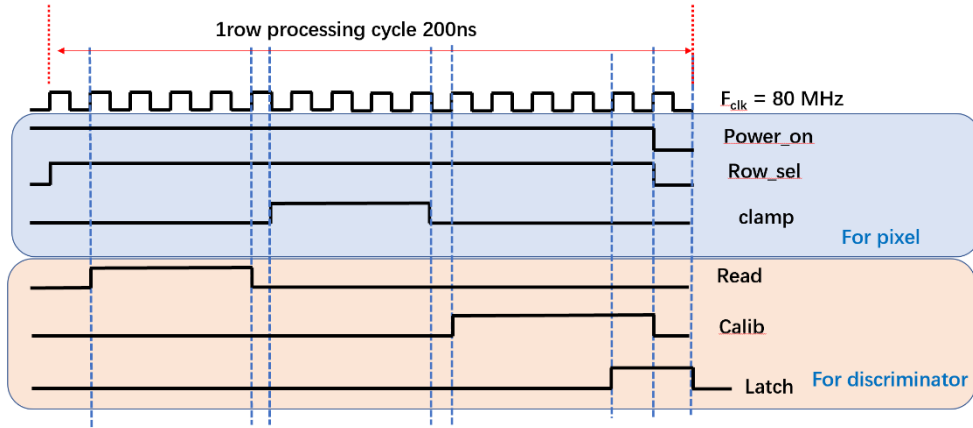 1row processing cycle 200ns
Fclk = 80 MHz
Power_on
Row_sel
clamp
For pixel
Read
Calib
Latch
For discriminator